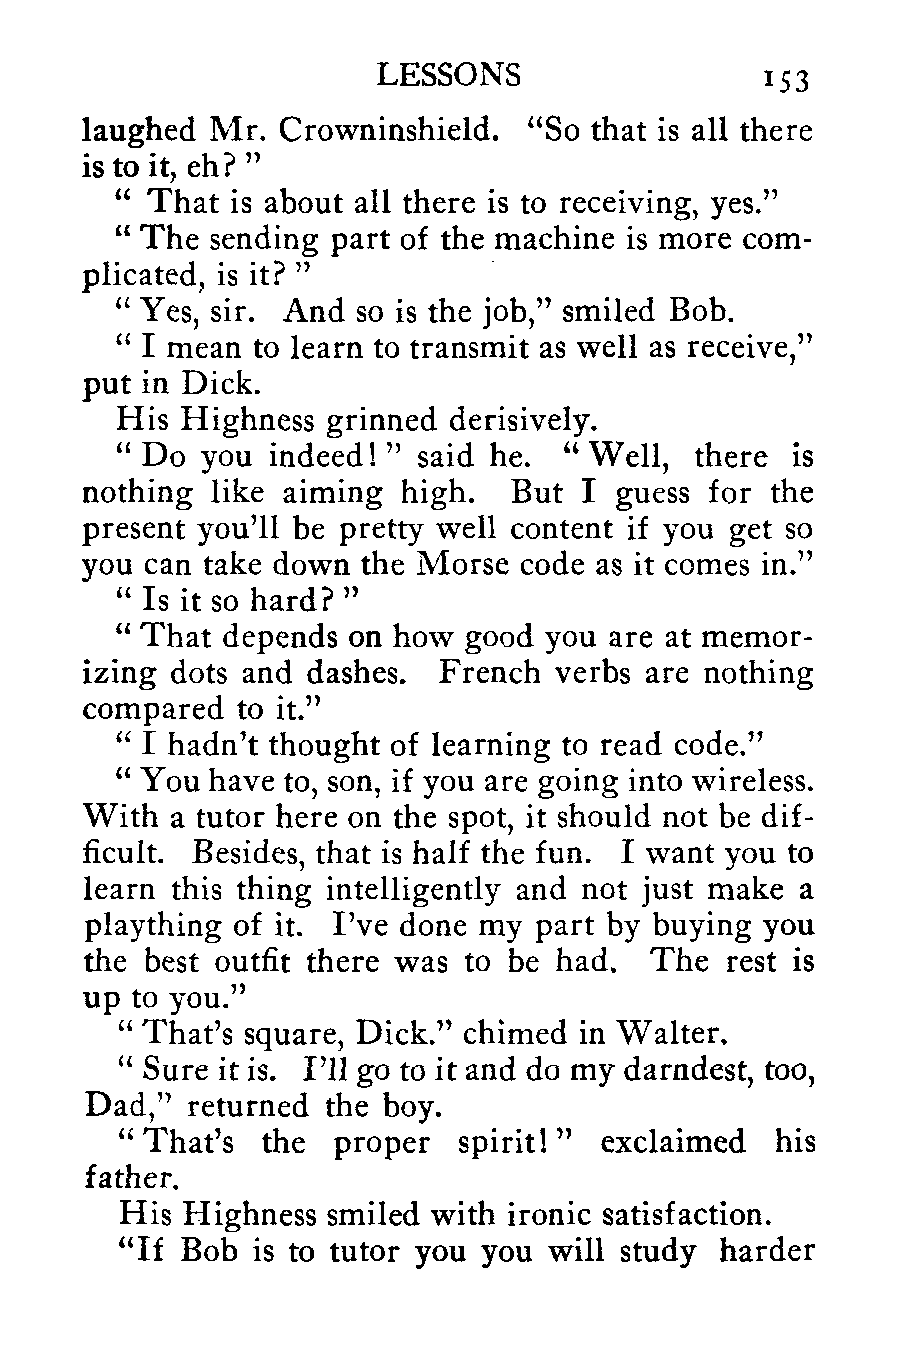 LESSONS 153
laughed Mr. Crowninshield. "So that is all there
is to it, eh? "
" That is about all there is to receiving, yes."
" The sending part of the machine is more com-
plicated, is it? "
" Yes, sir. And so is the job," smiled Bob.
" I mean to learn to transmit as well as receive,"
put in Dick.
His Highness grinned derisively.
" Do you indeed! " said he. " Well, there is
nothing like aiming high. But I guess for the
present you'll be pretty well content if you get so
you can take down the Morse code as it comes in."
" Is it so hard? "
" That depends on how good you are at memor-
izing dots and dashes. French verbs are nothing
compared to it."
" I hadn't thought of learning to read code."
" You have to, son, if you are going into wireless.
With a tutor here on the spot, it should not be dif-
ficult. Besides, that is half the fun. I want you to
learn this thing intelligently and not just make a
plaything of it. I've done my part by buying you
the best outfit there was to be had. The rest is
up to you."
" That's square, Dick." chimed in Walter.
" Sure it is. I'll go to it and do my darndest, too,
Dad," returned the boy.
" That's the proper spirit! " exclaimed his
father.
His Highness smiled with ironic satisfaction.
"If Bob is to tutor you you will study harder